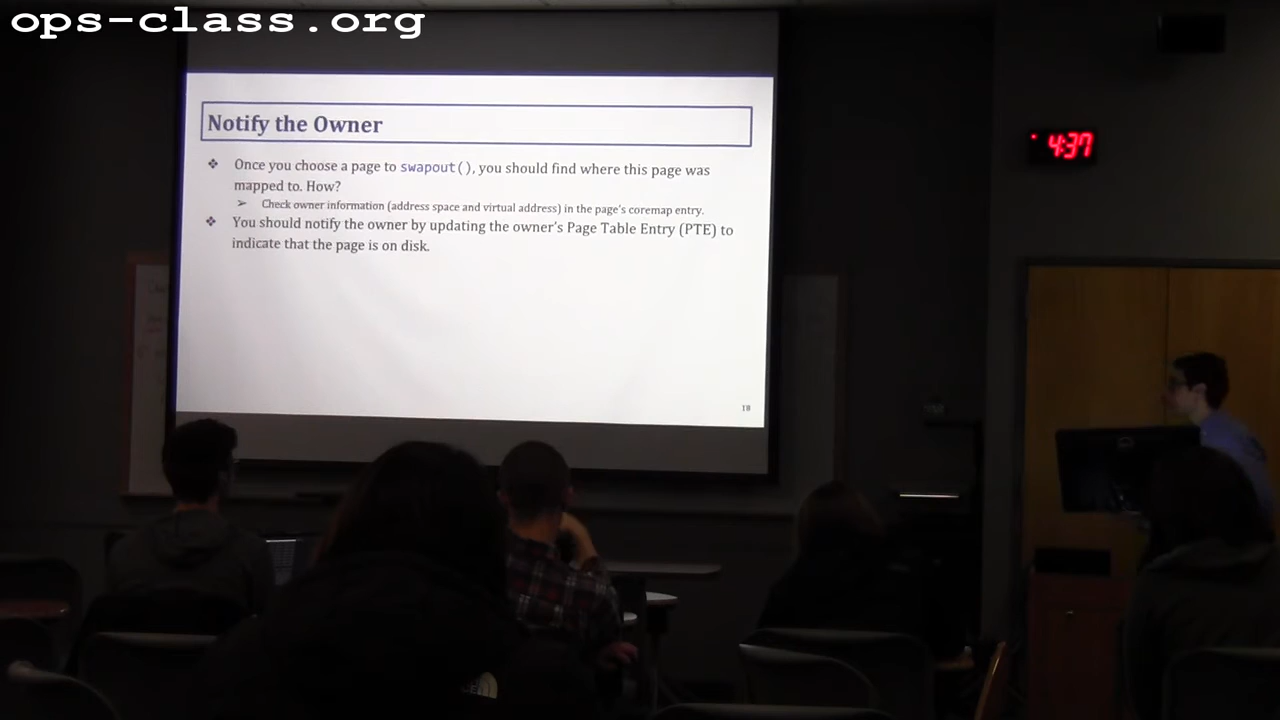 ops-class.org
Notify the Owner
❖ Once you choose a page to swapout(), you should find where this page was
mapped to. How?
➢ Check owner information (address space and virtual address) in the page's coremap entry.
❖ You should notify the owner by updating the owner's Page Table Entry (PTE) to
indicate that the page is on disk.
18
4:37